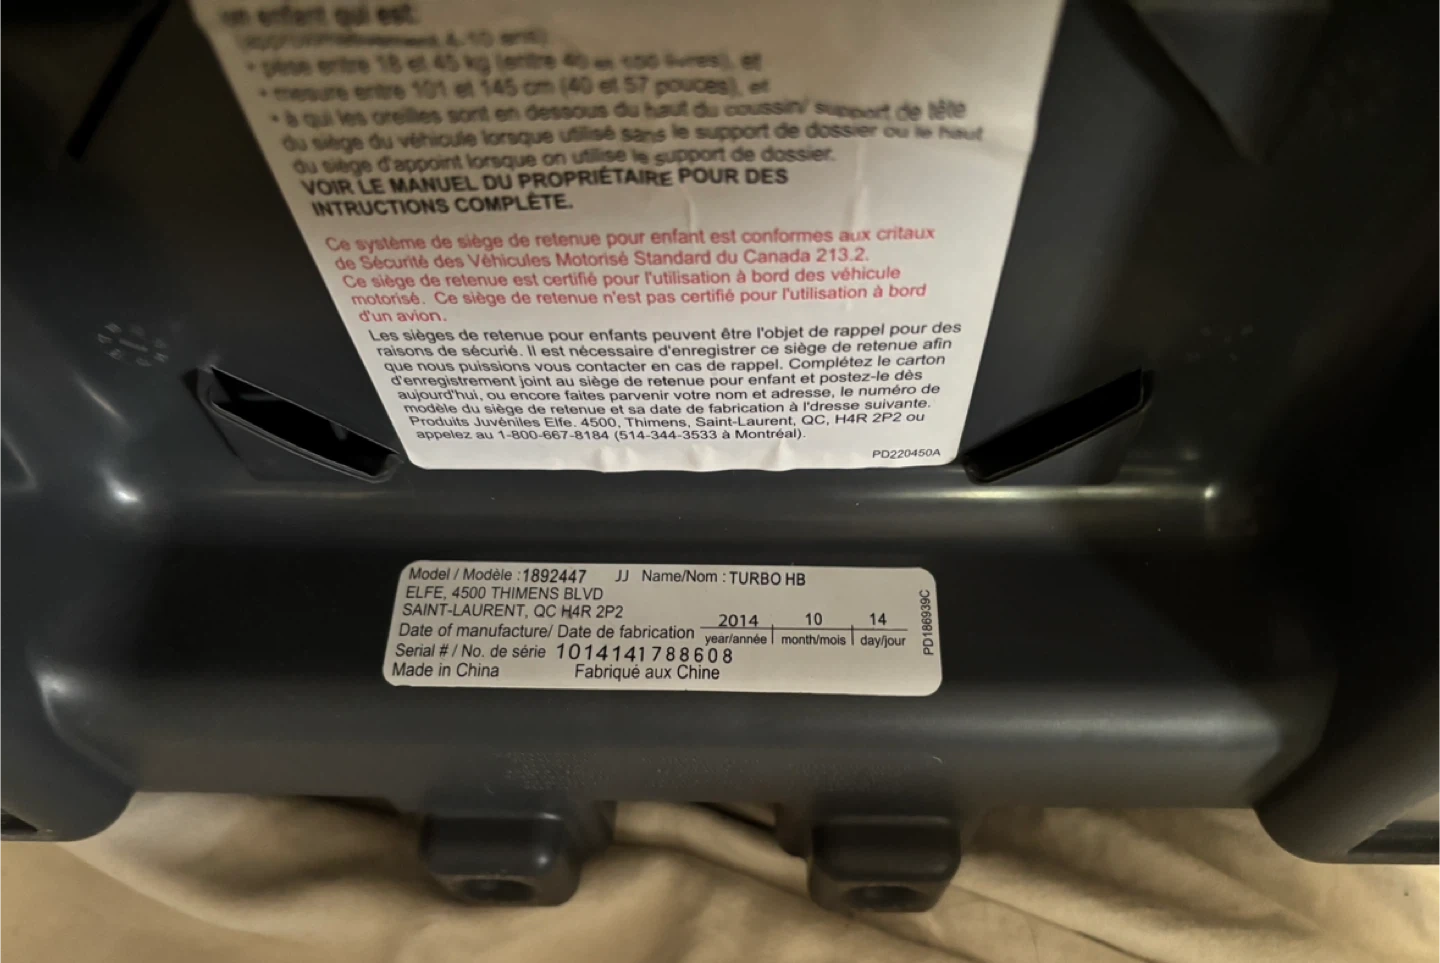 en enfant qui est:
(approximativement 4-10 ans)
• pèse entre 18 et 45 kg (entre 40 et 100 livres), et
• mesure entre 101 et 145 cm (40 et 57 pouces), et
• à qui les oreilles sont en dessous du haut du coussin/ support de tête
du siège du véhicule lorsque utilisé sans le support de dossier ou le haut
du siège d'appoint lorsque on utilise le support de dossier.
VOIR LE MANUEL DU PROPRIÉTAIRE POUR DES
INTRUCTIONS COMPLÈTE.
Ce système de siège de retenue pour enfant est conformes aux critaux
de Sécurité des Véhicules Motorisé Standard du Canada 213.2.
Ce siège de retenue est certifié pour l'utilisation à bord des véhicule
motorisé. Ce siège de retenue n'est pas certifié pour l'utilisation à bord
d'un avion.
Les sièges de retenue pour enfants peuvent être l'objet de rappel pour des
raisons de sécurié. Il est nécessaire d'enregistrer ce siège de retenue afin
que nous puissions vous contacter en cas de rappel. Complétez le carton
d'enregistrement joint au siège de retenue pour enfant et postez-le dès
aujourd'hui, ou encore faites parvenir votre nom et adresse, le numéro de
modèle du siège de retenue et sa date de fabrication à l'dresse suivante.
Produits Juvéniles Elfe. 4500, Thimens, Saint-Laurent, QC, H4R 2P2 ou
appelez au 1-800-667-8184 (514-344-3533 à Montréal).
PD220450A
Model / Modèle : 1892447 JJ Name/Nom : TURBO HB
ELFE, 4500 THIMENS BLVD
SAINT-LAURENT, QC H4R 2P2
Date of manufacture/ Date de fabrication 2014 10 14
year/année month/mois day/jour
Serial # / No. de série 1014141788608
Made in China Fabriqué aux Chine
PD186939C